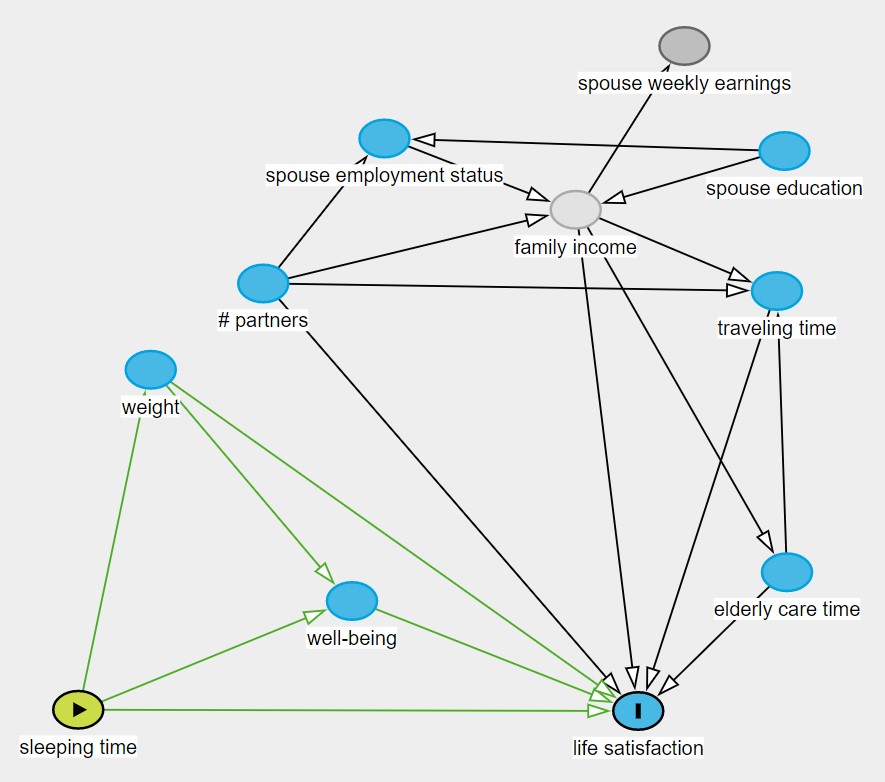 spouse weekly earnings
spouse employment status
spouse education
family income
# partners
traveling time
weight
elderly care time
well-being
sleeping time
life satisfaction